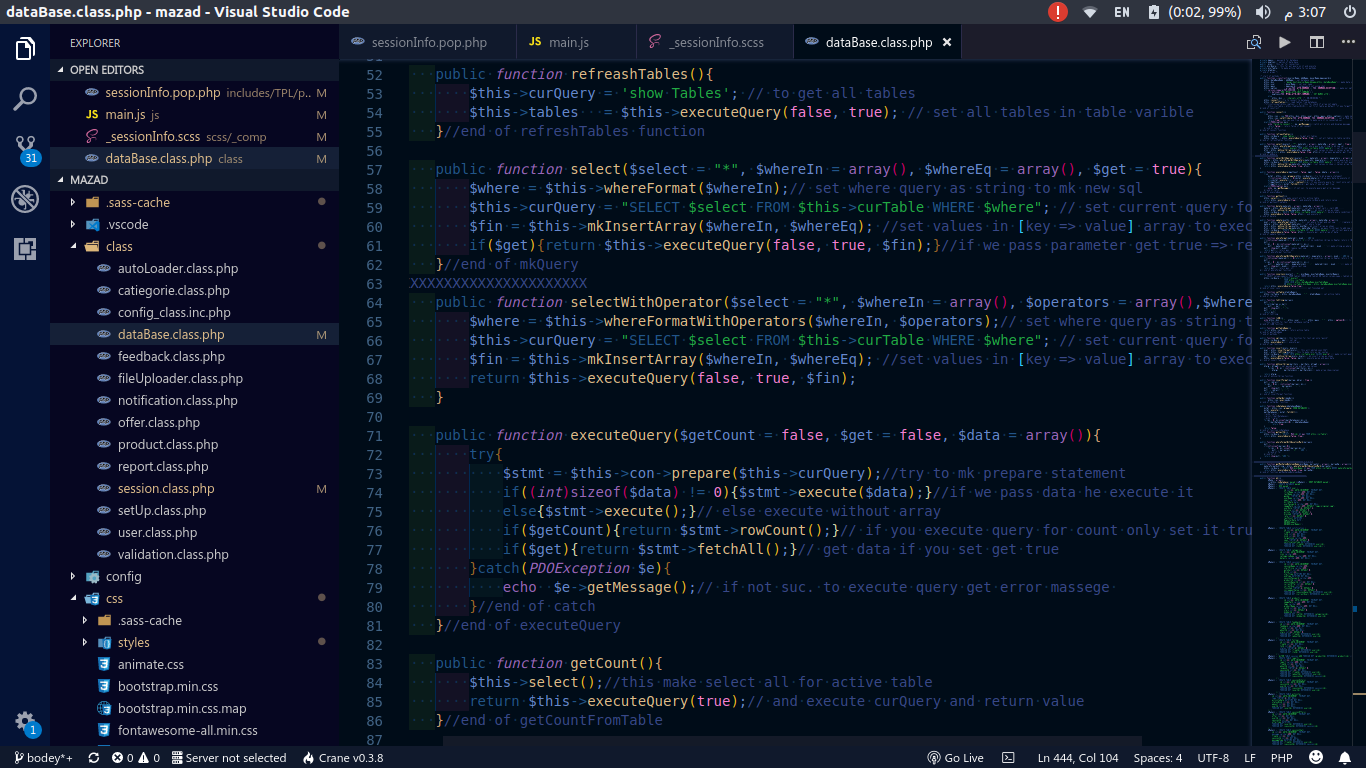 dataBase.class.php - mazad - Visual Studio Code
EN (0:02, 99%) 3:07 م
EXPLORER
OPEN EDITORS
sessionInfo.pop.php includes/TPL/p... M
JS main.js js M
_sessionInfo.scss scss/_comp M
dataBase.class.php class M
MAZAD
.sass-cache
.vscode
class
autoLoader.class.php
catiegorie.class.php
config_class.inc.php
dataBase.class.php M
feedback.class.php
fileUploader.class.php
notification.class.php
offer.class.php
product.class.php
report.class.php
session.class.php M
setUp.class.php
user.class.php
validation.class.php
config
css
.sass-cache
styles
animate.css
bootstrap.min.css
bootstrap.min.css.map
fontawesome-all.min.css
31
1
sessionInfo.pop.php JS main.js _sessionInfo.scss dataBase.class.php ×
52 public function refreashTables(){
53 $this->curQuery = 'show Tables'; // to get all tables
54 $this->tables = $this->executeQuery(false, true); // set all tables in table varible
55 }//end of refreshTables function
56
57 public function select($select = "*", $whereIn = array(), $whereEq = array(), $get = true){
58 $where = $this->whereFormat($whereIn);// set where query as string to mk new sql
59 $this->curQuery = "SELECT $select FROM $this->curTable WHERE $where"; // set current query fo
60 $fin = $this->mkInsertArray($whereIn, $whereEq); //set values in [key => value] array to exec
61 if($get){return $this->executeQuery(false, true, $fin);}//if we pass parameter get true => re
62 }//end of mkQuery
63 XXXXXXXXXXXXXXXXXXXXX
64 public function selectWithOperator($select = "*", $whereIn = array(), $operators = array(),$where
65 $where = $this->whereFormatWithOperators($whereIn, $operators);// set where query as string t
66 $this->curQuery = "SELECT $select FROM $this->curTable WHERE $where"; // set current query fo
67 $fin = $this->mkInsertArray($whereIn, $whereEq); //set values in [key => value] array to exec
68 return $this->executeQuery(false, true, $fin);
69 }
70
71 public function executeQuery($getCount = false, $get = false, $data = array()){
72 try{
73 $stmt = $this->con->prepare($this->curQuery);//try to mk prepare statement
74 if((int)sizeof($data) != 0){$stmt->execute($data);}//if we pass data he execute it
75 else{$stmt->execute();}// else execute without array
76 if($getCount){return $stmt->rowCount();}// if you execute query for count only set it tru
77 if($get){return $stmt->fetchAll();}// get data if you set get true
78 }catch(PDOException $e){
79 echo $e->getMessage();// if not suc. to execute query get error massege
80 }//end of catch
81 }//end of executeQuery
82
83 public function getCount(){
84 $this->select();//this make select all for active table
85 return $this->executeQuery(true);// and execute curQuery and return value
86 }//end of getCountFromTable
87
bodey*+ 0 0 Server not selected Crane v0.3.8 Go Live Ln 444, Col 104 Spaces: 4 UTF-8 LF PHP